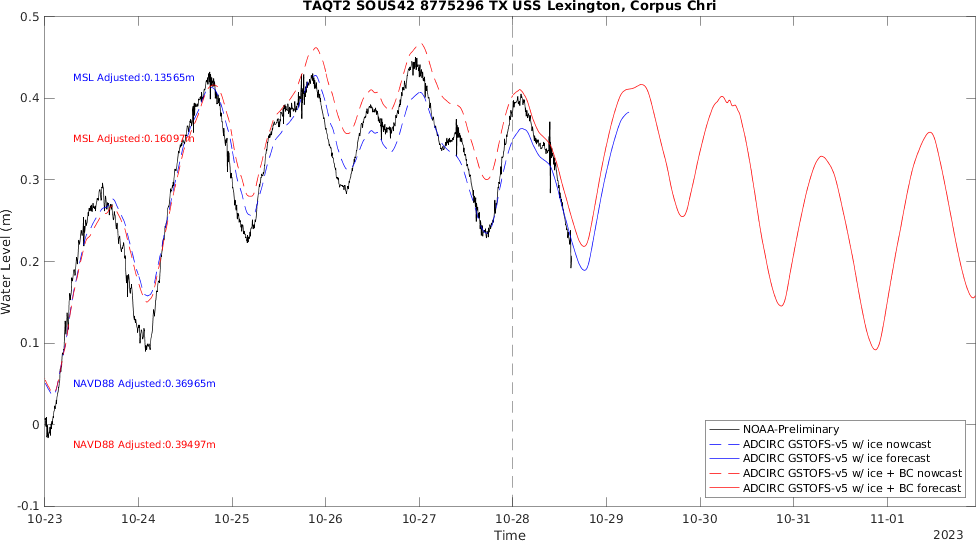 TAQT2 SOUS42 8775296 TX USS Lexington, Corpus Chri
0.5
0.4
0.3
0.2
0.1
0
-0.1
Water Level (m)
MSL Adjusted:0.13565m
MSL Adjusted:0.16097m
NAVD88 Adjusted:0.36965m
NAVD88 Adjusted:0.39497m
NOAA-Preliminary
ADCIRC GSTOFS-v5 w/ ice nowcast
ADCIRC GSTOFS-v5 w/ ice forecast
ADCIRC GSTOFS-v5 w/ ice + BC nowcast
ADCIRC GSTOFS-v5 w/ ice + BC forecast
10-23 10-24 10-25 10-26 10-27 10-28 10-29 10-30 10-31 11-01
Time
2023